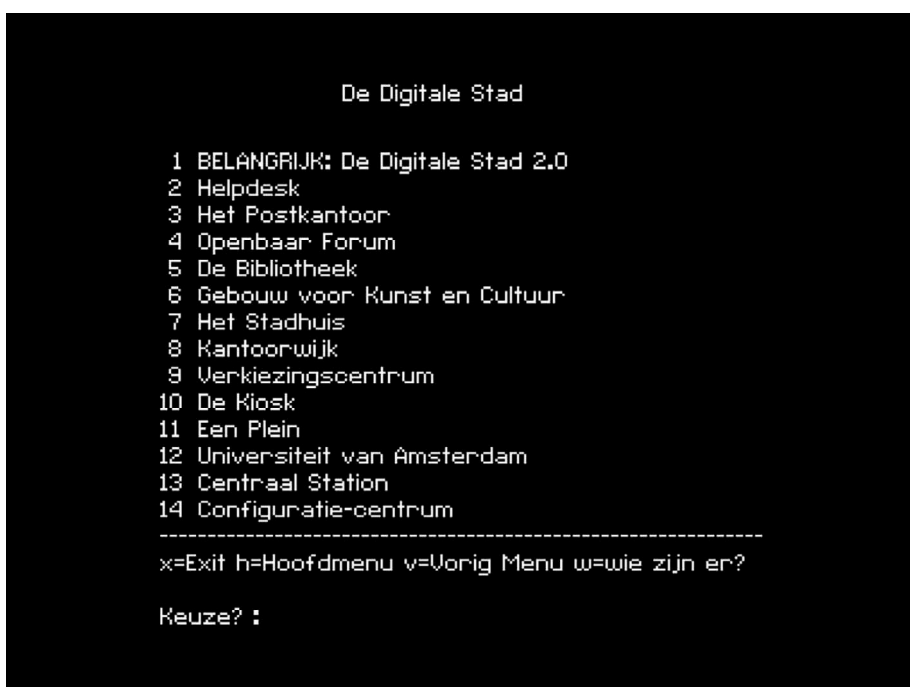 De Digitale Stad
1 BELANGRIJK: De Digitale Stad 2.0
2 Helpdesk
3 Het Postkantoor
4 Openbaar Forum
5 De Bibliotheek
6 Gebouw voor Kunst en Cultuur
7 Het Stadhuis
8 Kantoorwijk
9 Verkiezingscentrum
10 De Kiosk
11 Een Plein
12 Universiteit van Amsterdam
13 Centraal Station
14 Configuratie-centrum
---------------------------------------------------------------
x=Exit h=Hoofdmenu v=Vorig Menu w=wie zijn er?
Keuze? :